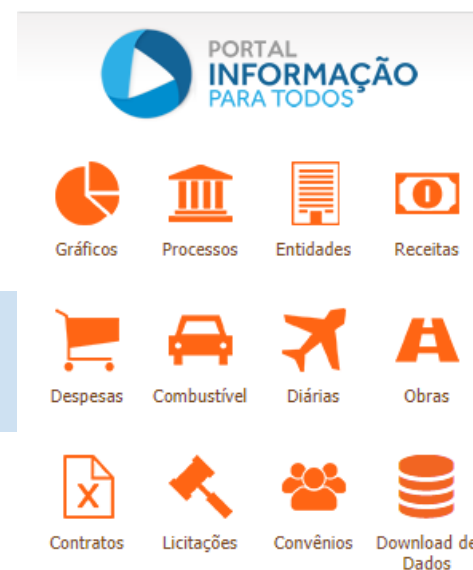 PORTAL
INFORMAÇÃO
PARA TODOS
Gráficos Processos Entidades Receitas
Despesas Combustível Diárias Obras
Contratos Licitações Convênios Download de
Dados